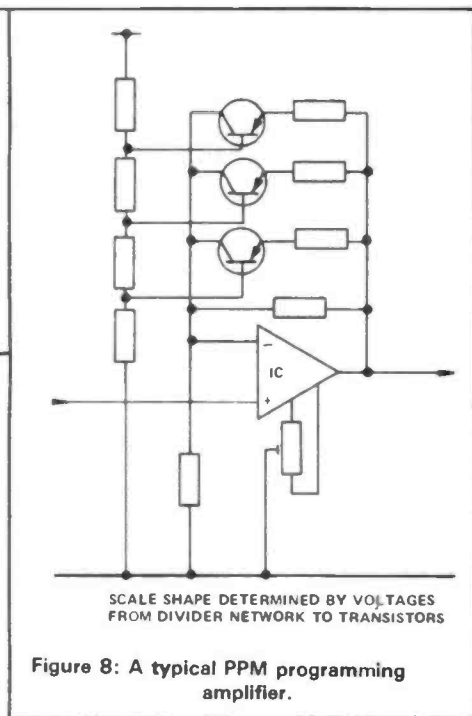 −
IC
+
SCALE SHAPE DETERMINED BY VOLTAGES
FROM DIVIDER NETWORK TO TRANSISTORS
Figure 8: A typical PPM programming
amplifier.